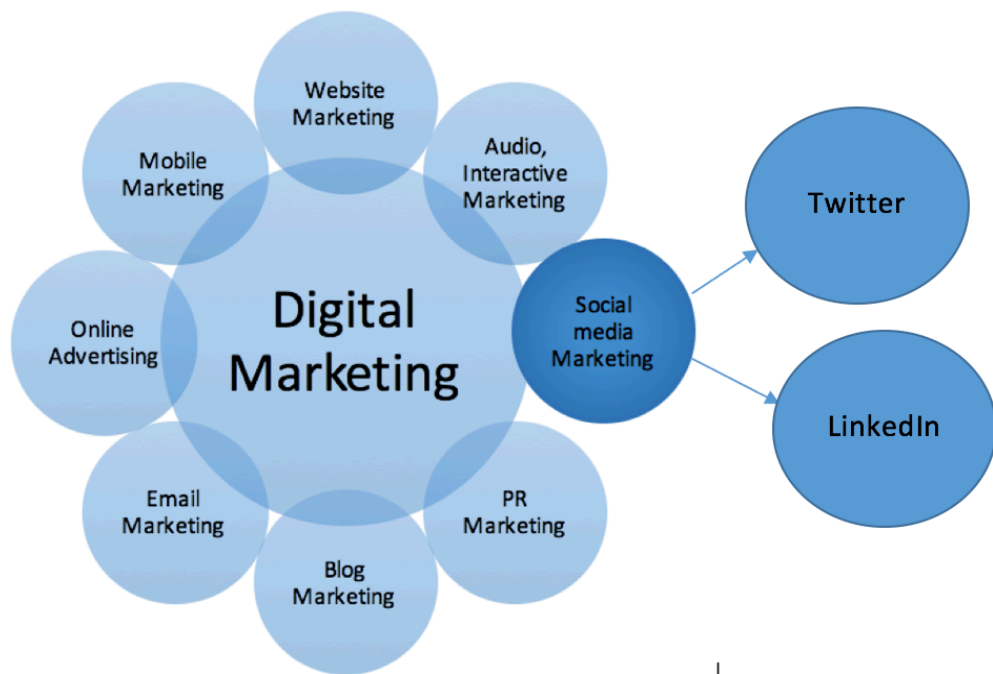 Website
Marketing
Audio,
Interactive
Marketing
Mobile
Marketing
Twitter
Digital
Marketing
Social
media
Marketing
Online
Advertising
LinkedIn
Email
Marketing
PR
Marketing
Blog
Marketing